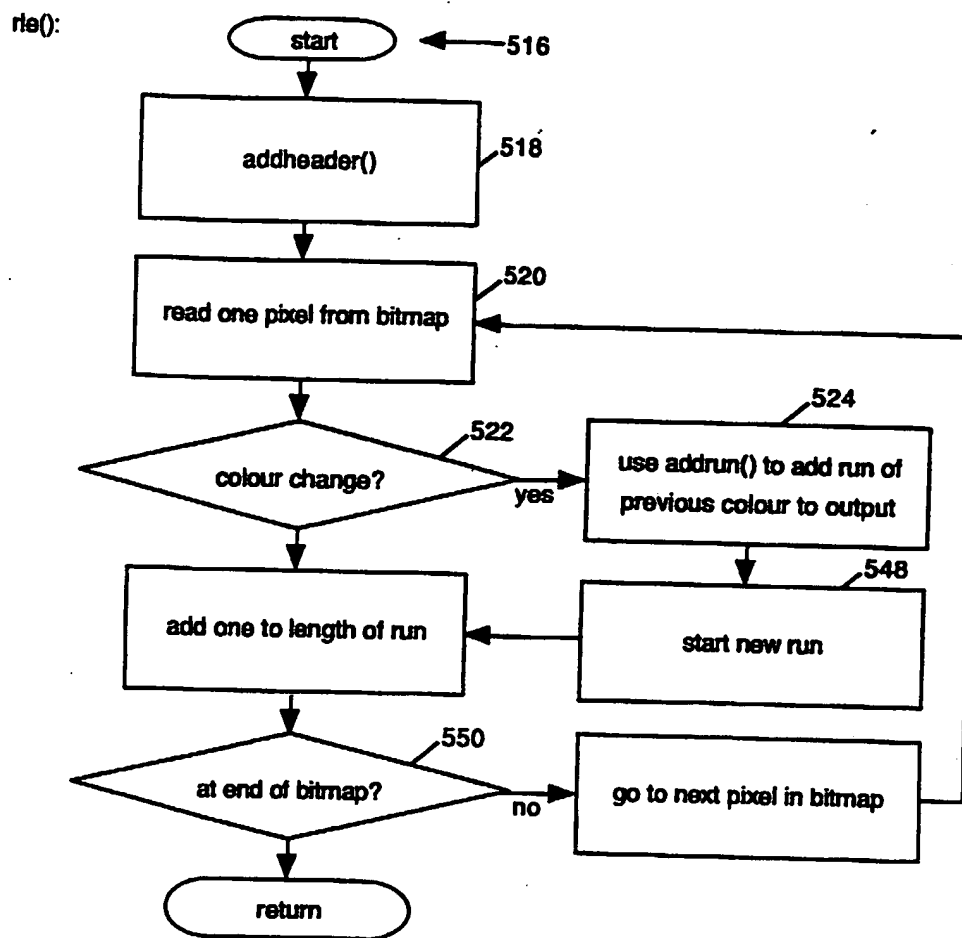 rle():
start
516
addheader()
518
read one pixel from bitmap
520
colour change?
522
yes
use addrun() to add run of
previous colour to output
524
start new run
548
add one to length of run
at end of bitmap?
550
no
go to next pixel in bitmap
return